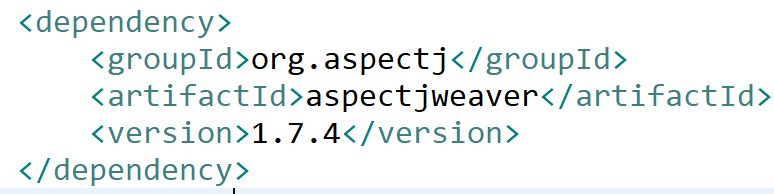 <dependency>
    <groupId>org.aspectj</groupId>
    <artifactId>aspectjweaver</artifactId>
    <version>1.7.4</version>
</dependency>